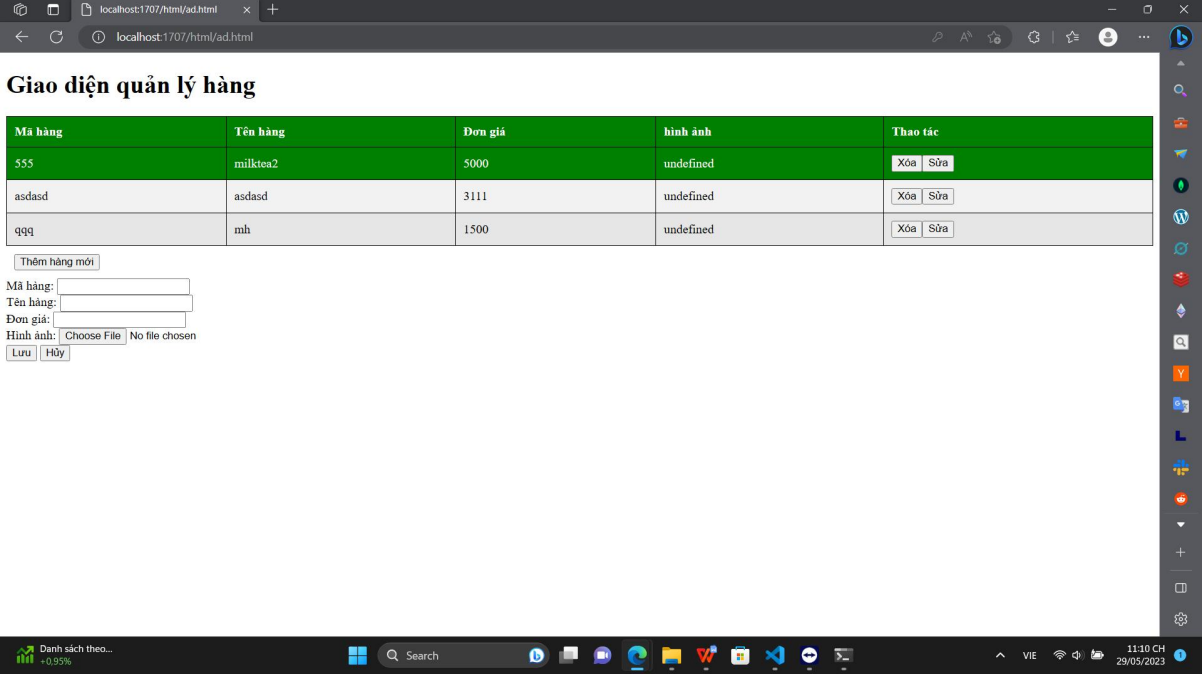 localhost:1707/html/ad.html
localhost:1707/html/ad.html
Giao diện quản lý hàng
Mã hàng Tên hàng Đơn giá hình ảnh Thao tác
555 milktea2 5000 undefined Xóa Sửa
asdasd asdasd 3111 undefined Xóa Sửa
qqq mh 1500 undefined Xóa Sửa
Thêm hàng mới
Mã hàng:
Tên hàng:
Đơn giá:
Hình ảnh: Choose File No file chosen
Lưu Hủy
Danh sách theo...
+0,95%
Search
VIE
11:10 CH
29/05/2023
1